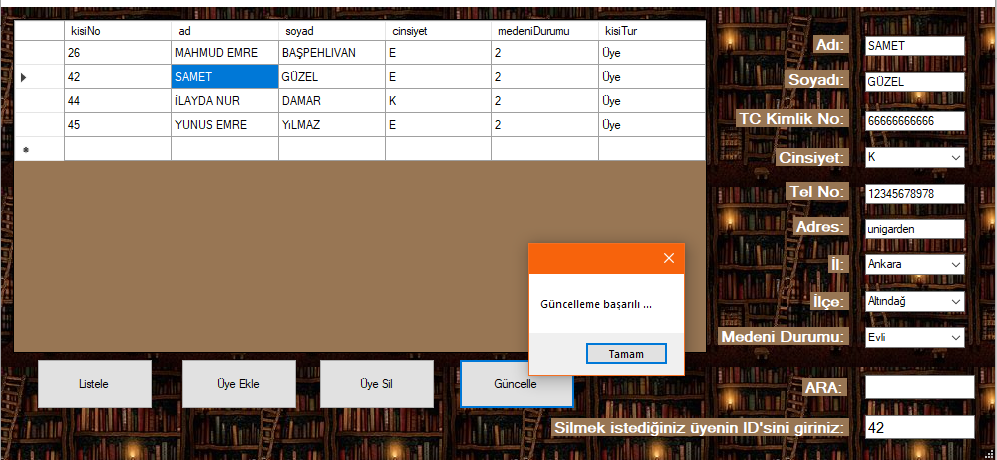 kisiNo ad soyad cinsiyet medeniDurumu kisiTur
26 MAHMUD EMRE BAŞPEHLIVAN E 2 Üye
42 SAMET GÜZEL E 2 Üye
44 İLAYDA NUR DAMAR K 2 Üye
45 YUNUS EMRE YıLMAZ E 2 Üye
Adı: SAMET
Soyadı: GÜZEL
TC Kimlik No: 66666666666
Cinsiyet: K
Tel No: 12345678978
Adres: unigarden
İl: Ankara
İlçe: Altındağ
Medeni Durumu: Evli
Güncelleme başarılı ...
Tamam
Listele Üye Ekle Üye Sil Güncelle
ARA:
Silmek istediğiniz üyenin ID'sini giriniz: 42